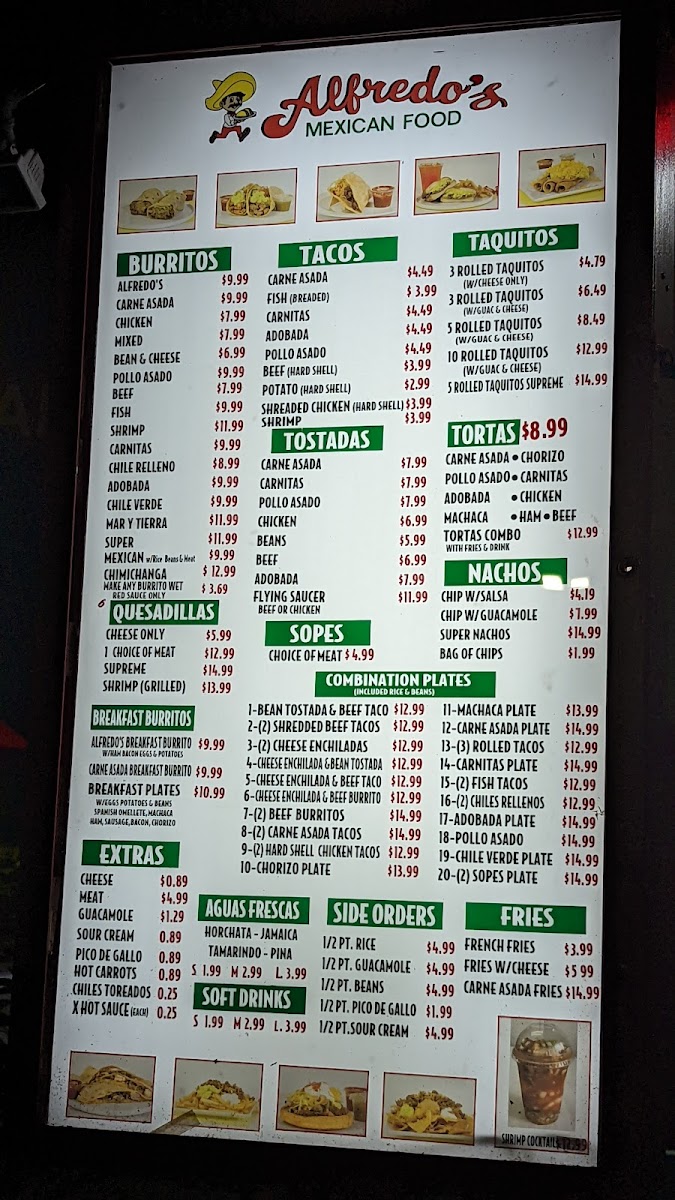 Alfredo's
MEXICAN FOOD
BURRITOS
ALFREDO'S $9.99
CARNE ASADA $9.99
CHICKEN $7.99
MIXED $7.99
BEAN & CHEESE $6.99
POLLO ASADO $9.99
BEEF $7.99
FISH $9.99
SHRIMP $11.99
CARNITAS $9.99
CHILE RELLENO $8.99
ADOBADA $9.99
CHILE VERDE $9.99
MAR Y TIERRA $11.99
SUPER $11.99
MEXICAN w/Rice Beans & Meat $9.99
CHIMICHANGA $ 12.99
MAKE ANY BURRITO WET $ 3.69
RED SAUCE ONLY
6
QUESADILLAS
CHEESE ONLY $5.99
1 CHOICE OF MEAT $12.99
SUPREME $14.99
SHRIMP (GRILLED) $13.99
BREAKFAST BURRITOS
ALFREDO'S BREAKFAST BURRITO $9.99
W/HAM BACON EGGS & POTATOES
CARNE ASADA BREAKFAST BURRITO $9.99
BREAKFAST PLATES $10.99
W/EGGS POTATOES & BEANS
SPANISH OMELLETE, MACHACA
HAM, SAUSAGE, BACON, CHORIZO
EXTRAS
CHEESE $0.89
MEAT $4.99
GUACAMOLE $1.29
SOUR CREAM 0.89
PICO DE GALLO 0.89
HOT CARROTS 0.89
CHILES TOREADOS 0.25
X HOT SAUCE (EACH) 0.25
TACOS
CARNE ASADA $4.49
FISH (BREADED) $ 3.99
CARNITAS $4.49
ADOBADA $4.49
POLLO ASADO $4.49
BEEF (HARD SHELL) $3.99
POTATO (HARD SHELL) $2.99
SHREADED CHICKEN (HARD SHELL) $3.99
SHRIMP $3.99
TOSTADAS
CARNE ASADA $7.99
CARNITAS $7.99
POLLO ASADO $7.99
CHICKEN $6.99
BEANS $5.99
BEEF $6.99
ADOBADA $7.99
FLYING SAUCER $11.99
BEEF OR CHICKEN
SOPES
CHOICE OF MEAT $ 4.99
TAQUITOS
3 ROLLED TAQUITOS $4.79
(W/CHEESE ONLY)
3 ROLLED TAQUITOS $6.49
(W/GUAC & CHEESE)
5 ROLLED TAQUITOS $8.49
(W/GUAC & CHEESE)
10 ROLLED TAQUITOS $12.99
(W/GUAC & CHEESE)
5 ROLLED TAQUITOS SUPREME $14.99
TORTAS $8.99
CARNE ASADA • CHORIZO
POLLO ASADO • CARNITAS
ADOBADA • CHICKEN
MACHACA • HAM • BEEF
TORTAS COMBO $12.99
WITH FRIES & DRINK
NACHOS
CHIP W/SALSA $4.19
CHIP W/GUACAMOLE $7.99
SUPER NACHOS $14.99
BAG OF CHIPS $1.99
COMBINATION PLATES
(INCLUDED RICE & BEANS)
1-BEAN TOSTADA & BEEF TACO $12.99
2-(2) SHREDDED BEEF TACOS $12.99
3-(2) CHEESE ENCHILADAS $12.99
4-CHEESE ENCHILADA & BEAN TOSTADA $12.99
5-CHEESE ENCHILADA & BEEF TACO $12.99
6-CHEESE ENCHILADA & BEEF BURRITO $12.99
7-(2) BEEF BURRITOS $14.99
8-(2) CARNE ASADA TACOS $14.99
9-(2) HARD SHELL CHICKEN TACOS $12.99
10-CHORIZO PLATE $13.99
11-MACHACA PLATE $13.99
12-CARNE ASADA PLATE $14.99
13-(3) ROLLED TACOS $12.99
14-CARNITAS PLATE $14.99
15-(2) FISH TACOS $12.99
16-(2) CHILES RELLENOS $12.99
17-ADOBADA PLATE $14.99
18-POLLO ASADO $14.99
19-CHILE VERDE PLATE $14.99
20-(2) SOPES PLATE $14.99
AGUAS FRESCAS
HORCHATA - JAMAICA
TAMARINDO - PINA
S 1.99 M 2.99 L. 3.99
SOFT DRINKS
S 1.99 M 2.99 L. 3.99
SIDE ORDERS
1/2 PT. RICE $4.99
1/2 PT. GUACAMOLE $4.99
1/2 PT. BEANS $4.99
1/2 PT. PICO DE GALLO $1.99
1/2 PT.SOUR CREAM $4.99
FRIES
FRENCH FRIES $3.99
FRIES W/CHEESE $5 99
CARNE ASADA FRIES $14.99
SHRIMP COCKTAIL